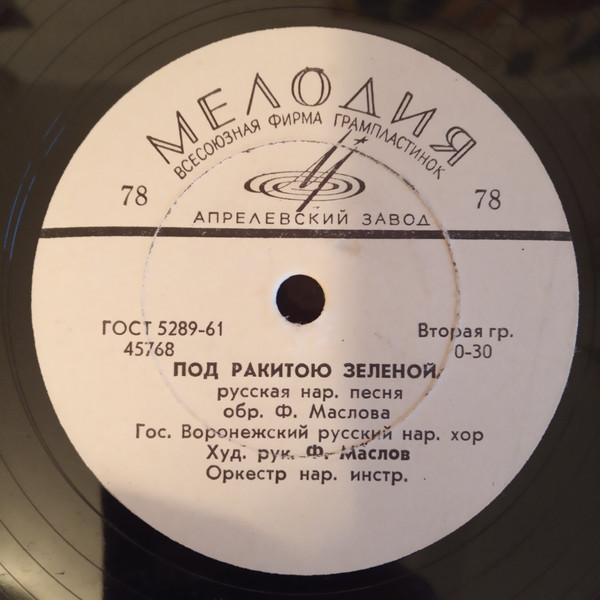 МЕЛОДИЯ
ВСЕСОЮЗНАЯ ФИРМА ГРАМПЛАСТИНОК
78 78
АПРЕЛЕВСКИЙ ЗАВОД
ГОСТ 5289-61 Вторая гр.
45768 0-30
ПОД РАКИТОЮ ЗЕЛЕНОЙ
русская нар. песня
обр. Ф. Маслова
Гос. Воронежский русский нар. хор
Худ. рук. Ф. Маслов
Оркестр нар. инстр.